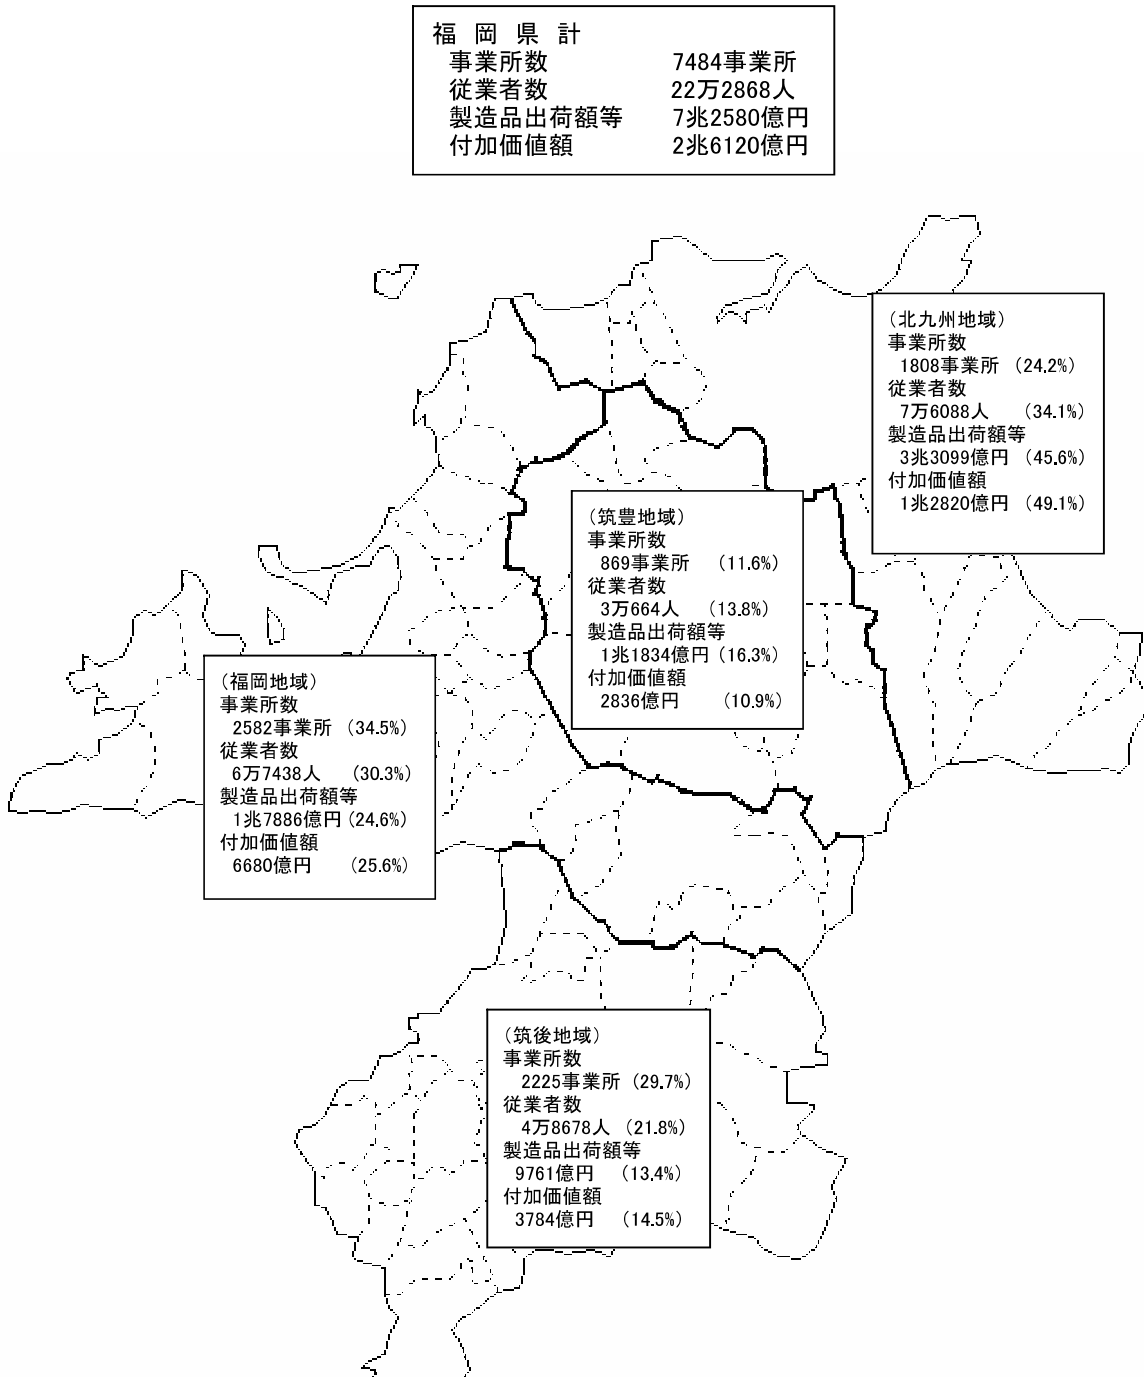 福 岡 県 計
事業所数 7484事業所
従業者数 22万2868人
製造品出荷額等 7兆2580億円
付加価値額 2兆6120億円
（北九州地域）
事業所数
1808事業所 (24.2%)
従業者数
7万6088人 (34.1%)
製造品出荷額等
3兆3099億円 (45.6%)
付加価値額
1兆2820億円 (49.1%)
（筑豊地域）
事業所数
869事業所 (11.6%)
従業者数
3万664人 (13.8%)
製造品出荷額等
1兆1834億円 (16.3%)
付加価値額
2836億円 (10.9%)
（福岡地域）
事業所数
2582事業所 (34.5%)
従業者数
6万7438人 (30.3%)
製造品出荷額等
1兆7886億円 (24.6%)
付加価値額
6680億円 (25.6%)
（筑後地域）
事業所数
2225事業所 (29.7%)
従業者数
4万8678人 (21.8%)
製造品出荷額等
9761億円 (13.4%)
付加価値額
3784億円 (14.5%)